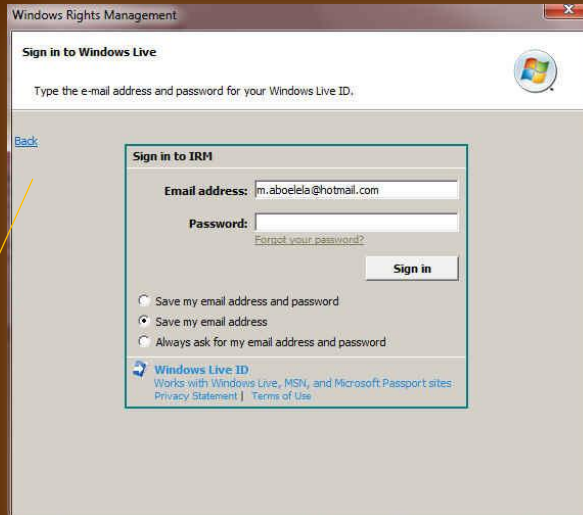 Windows Rights Management
Sign in to Windows Live
Type the e-mail address and password for your Windows Live ID.
Back
Sign in to IRM
Email address: m.aboelela@hotmail.com
Password:
Forgot your password?
Sign in
Save my email address and password
Save my email address
Always ask for my email address and password
Windows Live ID
Works with Windows Live, MSN, and Microsoft Passport sites
Privacy Statement | Terms of Use